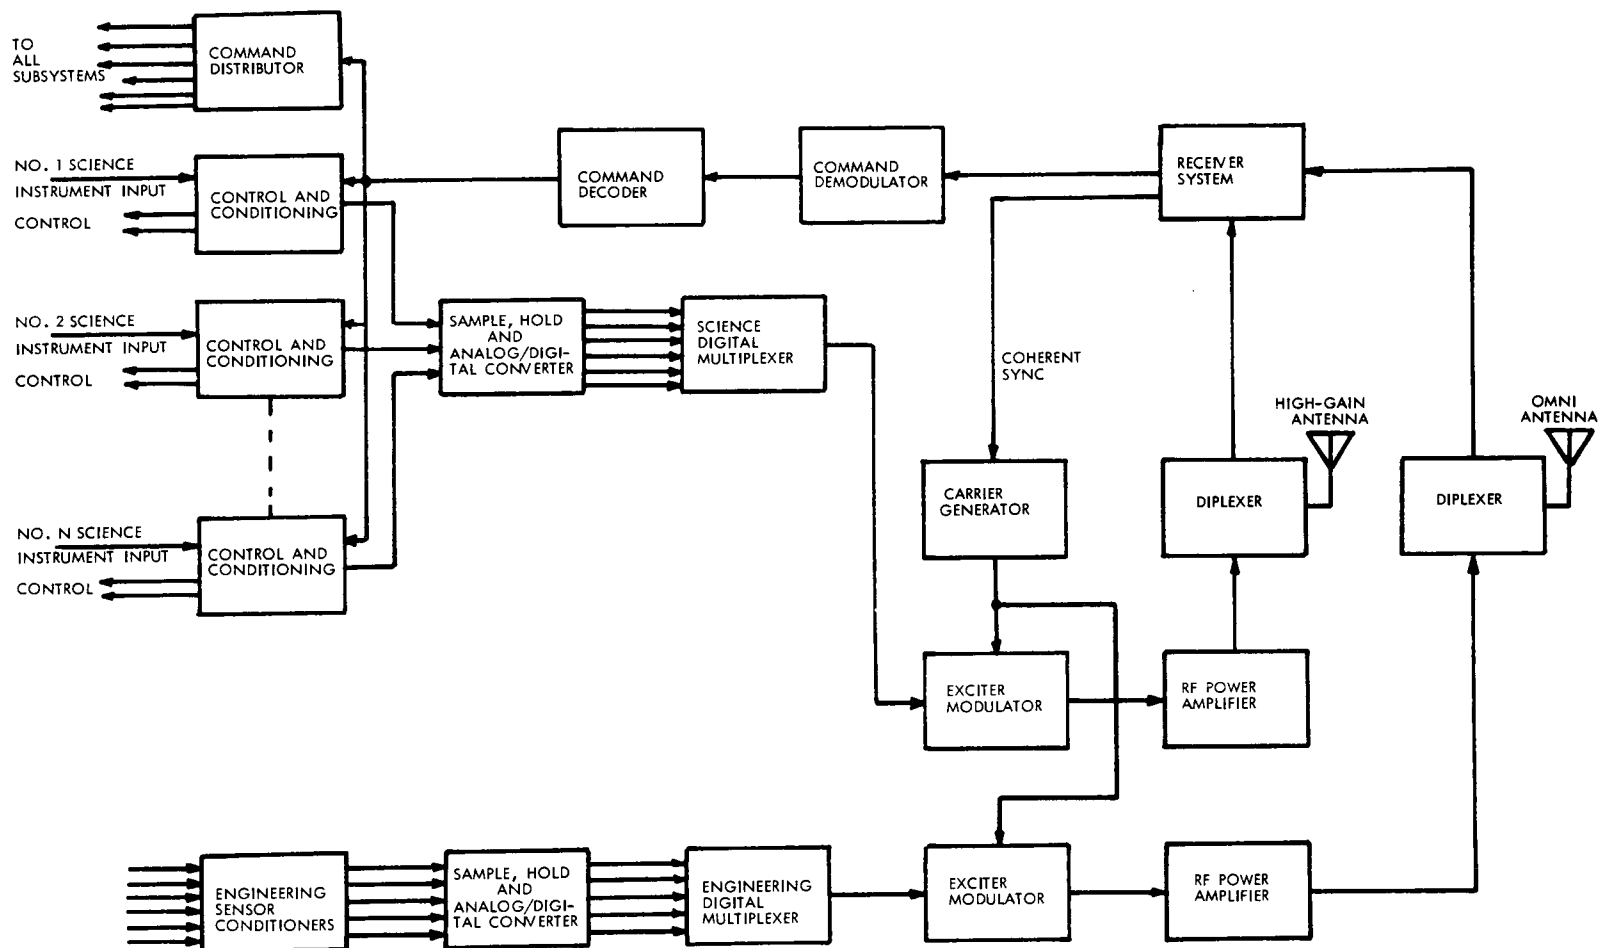 TO
ALL
SUBSYSTEMS
COMMAND
DISTRIBUTOR
NO. 1 SCIENCE
INSTRUMENT INPUT
CONTROL
CONTROL AND
CONDITIONING
COMMAND
DECODER
COMMAND
DEMODULATOR
RECEIVER
SYSTEM
NO. 2 SCIENCE
INSTRUMENT INPUT
CONTROL
CONTROL AND
CONDITIONING
SAMPLE, HOLD
AND
ANALOG/DIGI-
TAL CONVERTER
SCIENCE
DIGITAL
MULTIPLEXER
COHERENT
SYNC
HIGH-GAIN
ANTENNA
OMNI
ANTENNA
NO. N SCIENCE
INSTRUMENT INPUT
CONTROL
CONTROL AND
CONDITIONING
CARRIER
GENERATOR
DIPLEXER
DIPLEXER
EXCITER
MODULATOR
RF POWER
AMPLIFIER
ENGINEERING
SENSOR
CONDITIONERS
SAMPLE, HOLD
AND
ANALOG/DIGI-
TAL CONVERTER
ENGINEERING
DIGITAL
MULTIPLEXER
EXCITER
MODULATOR
RF POWER
AMPLIFIER